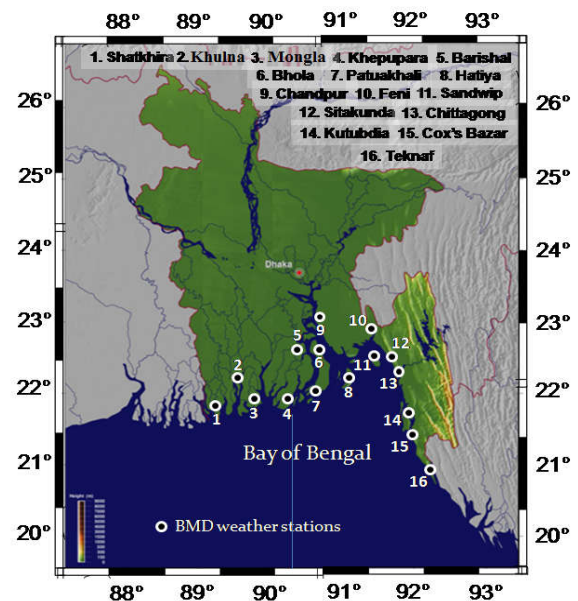 88° 89° 90° 91° 92° 93°
1. Shatkhira 2. Khulna 3. Mongla 4. Khepupara 5. Barishal
6. Bhola 7. Patuakhali 8. Hatiya
9. Chandpur 10. Feni 11. Sandwip
12. Sitakunda 13. Chittagong
14. Kutubdia 15. Cox's Bazar
16. Teknaf
26° 26°
25° 25°
24° 24°
Dhaka
23° 23°
9 10
5 6 11 12
2 13
22° 22°
1 3 4 7 8
14
15
Bay of Bengal
21° 21°
16
BMD weather stations
20° 20°
88° 89° 90° 91° 92° 93°